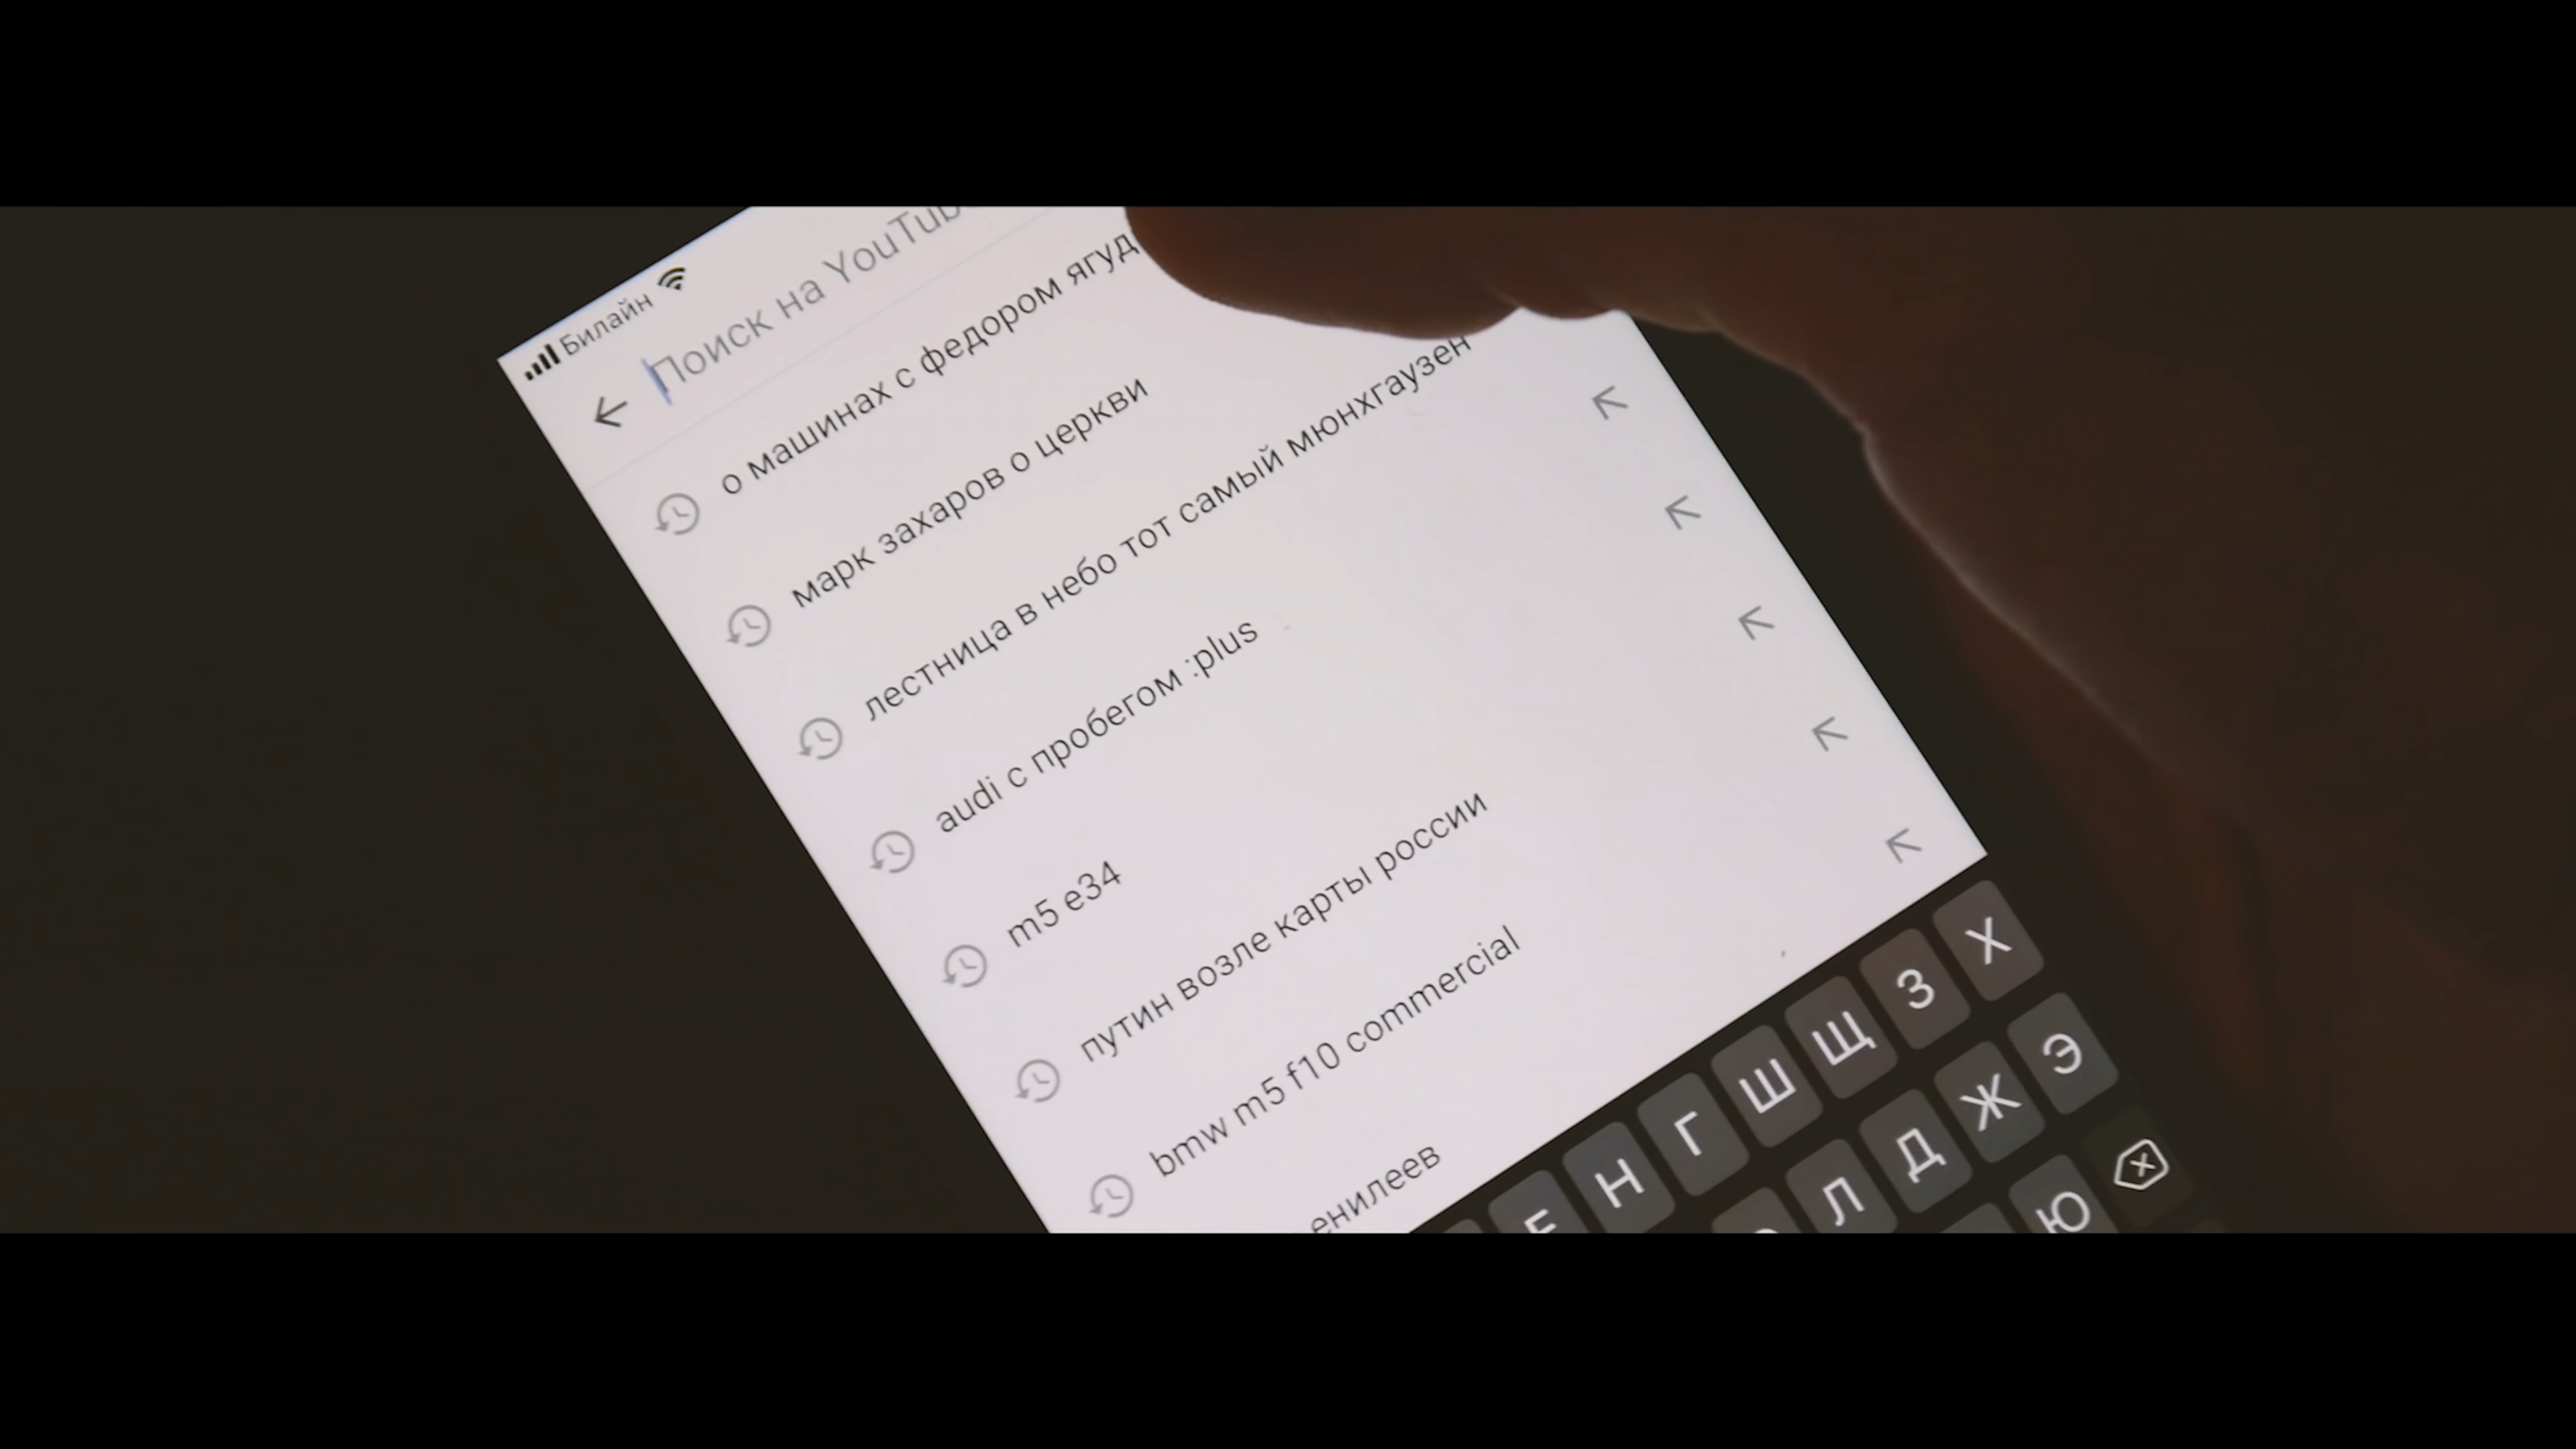 Билайн
Поиск на YouTub
о машинах с федором ягуд
марк захаров о церкви
лестница в небо тот самый мюнхгаузен
audi с пробегом :plus
m5 e34
путин возле карты россии
bmw m5 f10 commercial
енилеев
Е Н Г Ш Щ З Х
Л Д Ж Э
Ю